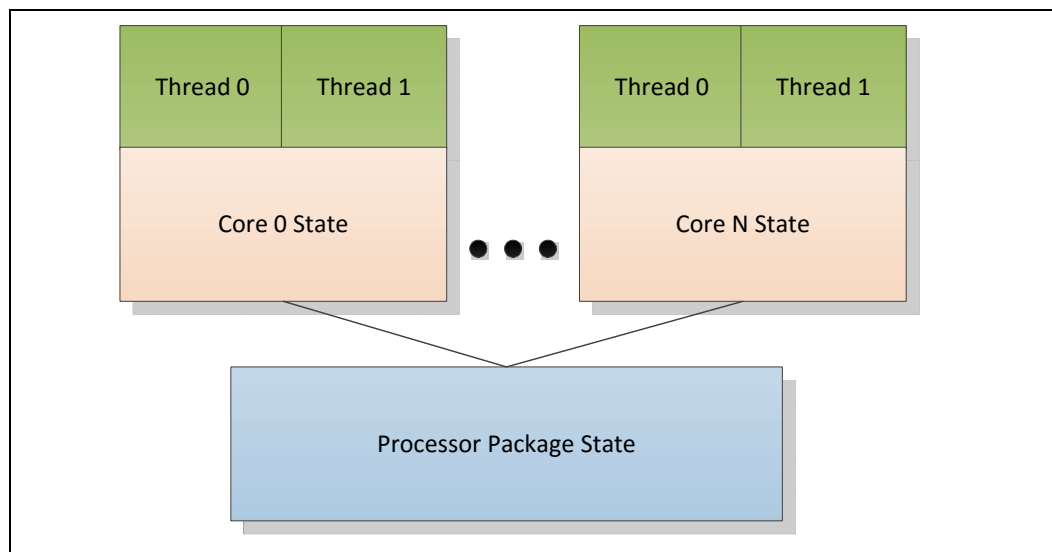 Thread 0 Thread 1 Thread 0 Thread 1
Core 0 State Core N State
Processor Package State